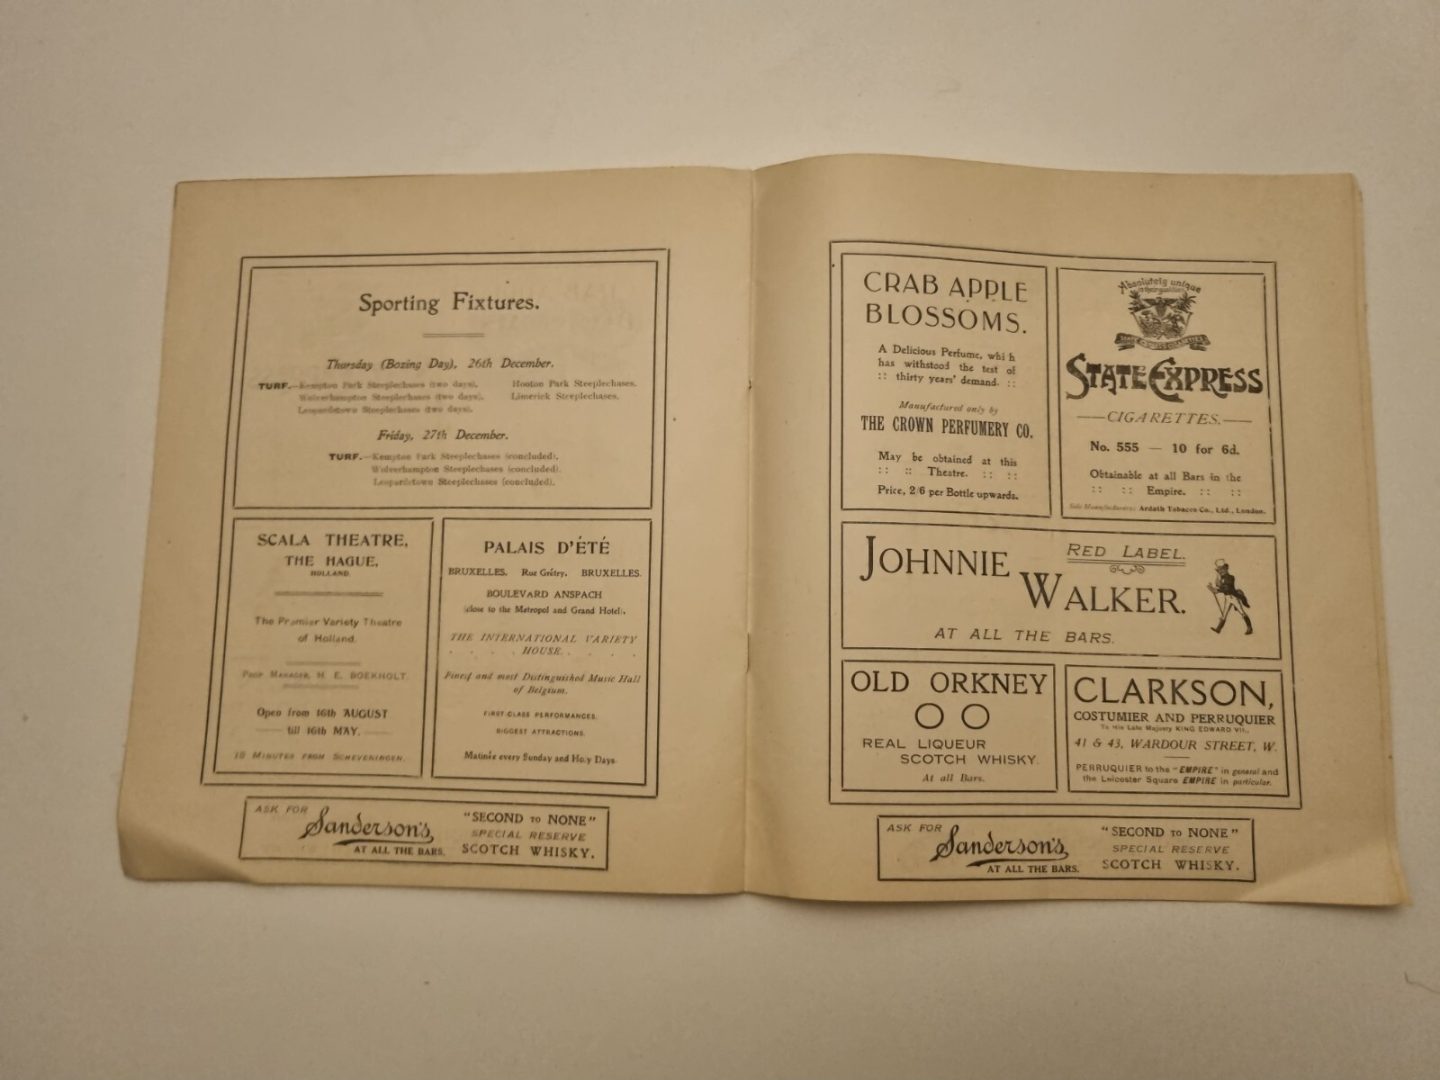 Sporting Fixtures.
Thursday (Boxing Day), 26th December.
TURF.—Kempton Park Steeplechases (two days).
Wolverhampton Steeplechases (two days).
Leopardstown Steeplechases (two days).
Hooton Park Steeplechases.
Limerick Steeplechases.
Friday, 27th December.
TURF.—Kempton Park Steeplechases (concluded).
Wolverhampton Steeplechases (concluded).
Leopardstown Steeplechases (concluded).
SCALA THEATRE,
THE HAGUE,
HOLLAND.
The Premier Variety Theatre
of Holland.
Prop Manager, H. E. BOEKHOLT.
Open from 16th AUGUST
till 16th MAY.
15 Minutes from Scheveningen.
PALAIS D'ÉTÉ
BRUXELLES. Rue Grétry. BRUXELLES.
BOULEVARD ANSPACH
(close to the Metropol and Grand Hotel).
THE INTERNATIONAL VARIETY
. . . . HOUSE. . . . .
Finest and most Distinguished Music Hall
of Belgium.
FIRST-CLASS PERFORMANCES.
BIGGEST ATTRACTIONS.
Matinée every Sunday and Ho.y Days.
ASK FOR
Sanderson's
AT ALL THE BARS.
"SECOND TO NONE"
SPECIAL RESERVE
SCOTCH WHISKY.
CRAB APPLE
BLOSSOMS.
A Delicious Perfume, whi h
has withstood the test of
:: thirty years' demand. ::
Manufactured only by
THE CROWN PERFUMERY CO.
May be obtained at this
:: :: Theatre. :: ::
Price, 2/6 per Bottle upwards.
Absolutely unique
in their quality
STATE EXPRESS CIGARETTES
STATE EXPRESS
CIGARETTES.
No. 555 — 10 for 6d.
Obtainable at all Bars in the
:: :: Empire. :: ::
Sole Manufacturers: Ardath Tobacco Co., Ltd., London.
JOHNNIE
WALKER.
RED LABEL.
AT ALL THE BARS.
OLD ORKNEY
OO
REAL LIQUEUR
SCOTCH WHISKY.
At all Bars.
CLARKSON,
COSTUMIER AND PERRUQUIER
To His Late Majesty KING EDWARD VII.,
41 & 43, WARDOUR STREET, W.
PERRUQUIER to the "EMPIRE" in general and
the Leicester Square EMPIRE in particular.
ASK FOR
Sanderson's
AT ALL THE BARS.
"SECOND TO NONE"
SPECIAL RESERVE
SCOTCH WHISKY.